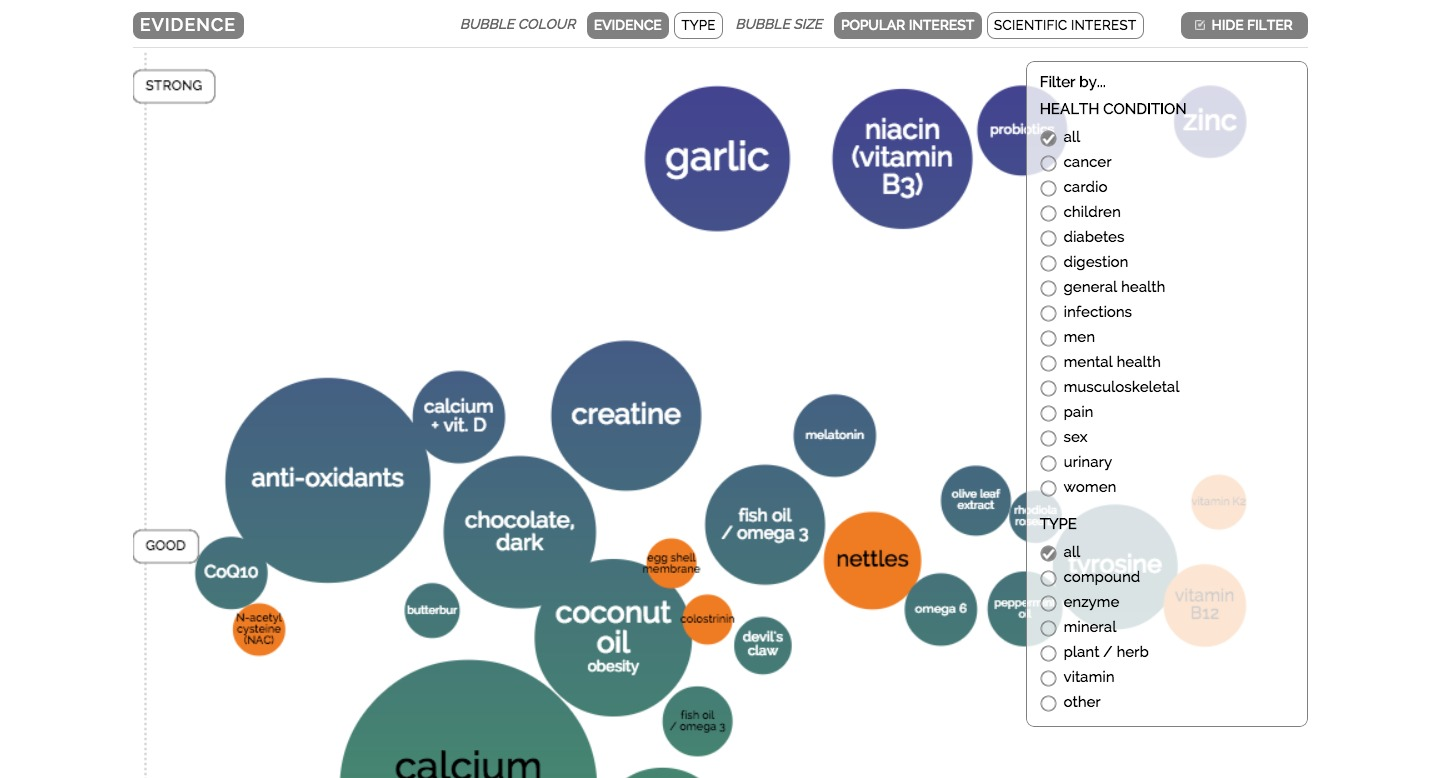 EVIDENCE
BUBBLE COLOUR EVIDENCE TYPE BUBBLE SIZE POPULAR INTEREST SCIENTIFIC INTEREST HIDE FILTER
STRONG
garlic
niacin
(vitamin
B3)
probiotics
zinc
anti-oxidants
calcium
+ vit. D
creatine
melatonin
chocolate,
dark
fish oil
/ omega 3
olive leaf
extract
rhodiola
vitamin K2
GOOD
CoQ10
N-acetyl
cysteine
(NAC)
butterbur
egg shell
membrane
coconut
oil
obesity
colostrinin
devil's
claw
nettles
omega 6
peppermint
oil
tyrosine
vitamin
B12
fish oil
/ omega 3
calcium
Filter by...
HEALTH CONDITION
all
cancer
cardio
children
diabetes
digestion
general health
infections
men
mental health
musculoskeletal
pain
sex
urinary
women
TYPE
all
compound
enzyme
mineral
plant / herb
vitamin
other